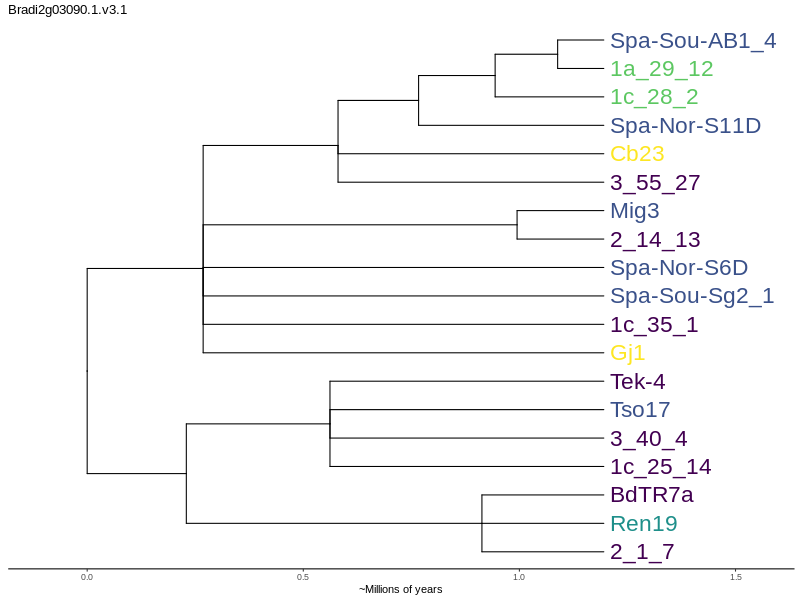 Bradi2g03090.1.v3.1
Spa-Sou-AB1_4
1a_29_12
1c_28_2
Spa-Nor-S11D
Cb23
3_55_27
Mig3
2_14_13
Spa-Nor-S6D
Spa-Sou-Sg2_1
1c_35_1
Gj1
Tek-4
Tso17
3_40_4
1c_25_14
BdTR7a
Ren19
2_1_7
0.0 0.5 1.0 1.5
~Millions of years